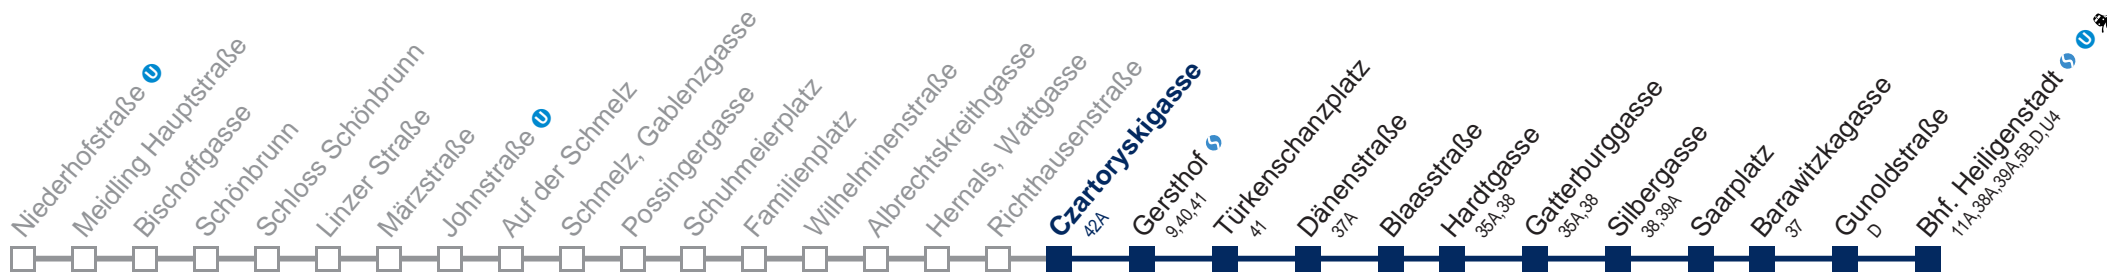 Niederhofstraße U
Meidling Hauptstraße
Bischoffgasse
Schönbrunn
Schloss Schönbrunn
Linzer Straße
Märzstraße
Johnstraße U
Auf der Schmelz
Schmelz, Gablenzgasse
Possingergasse
Schuhmeierplatz
Familienplatz
Wilhelminenstraße
Albrechtskreithgasse
Hernals, Wattgasse
Richthausenstraße
Czartoryskigasse
42A
Gersthof S
9,40,41
Türkenschanzplatz
41
Dänenstraße
37A
Blaasstraße
Hardtgasse
35A,38
Gatterburggasse
35A,38
Silbergasse
38,39A
Saarplatz
Barawitzkagasse
37
Gunoldstraße
D
Bhf. Heiligenstadt S U
11A,38A,39A,5B,D,U4